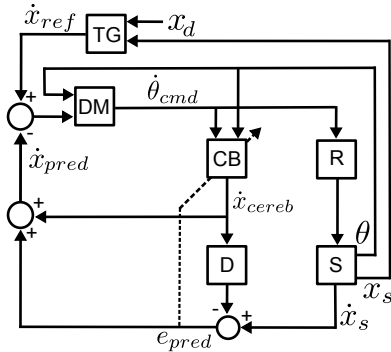 ẋ_ref
TG
x_d
+
-
DM
θ̇_cmd
ẋ_pred
CB
R
ẋ_cereb
θ
+
+
D
S
x_s
ẋ_s
-
+
e_pred